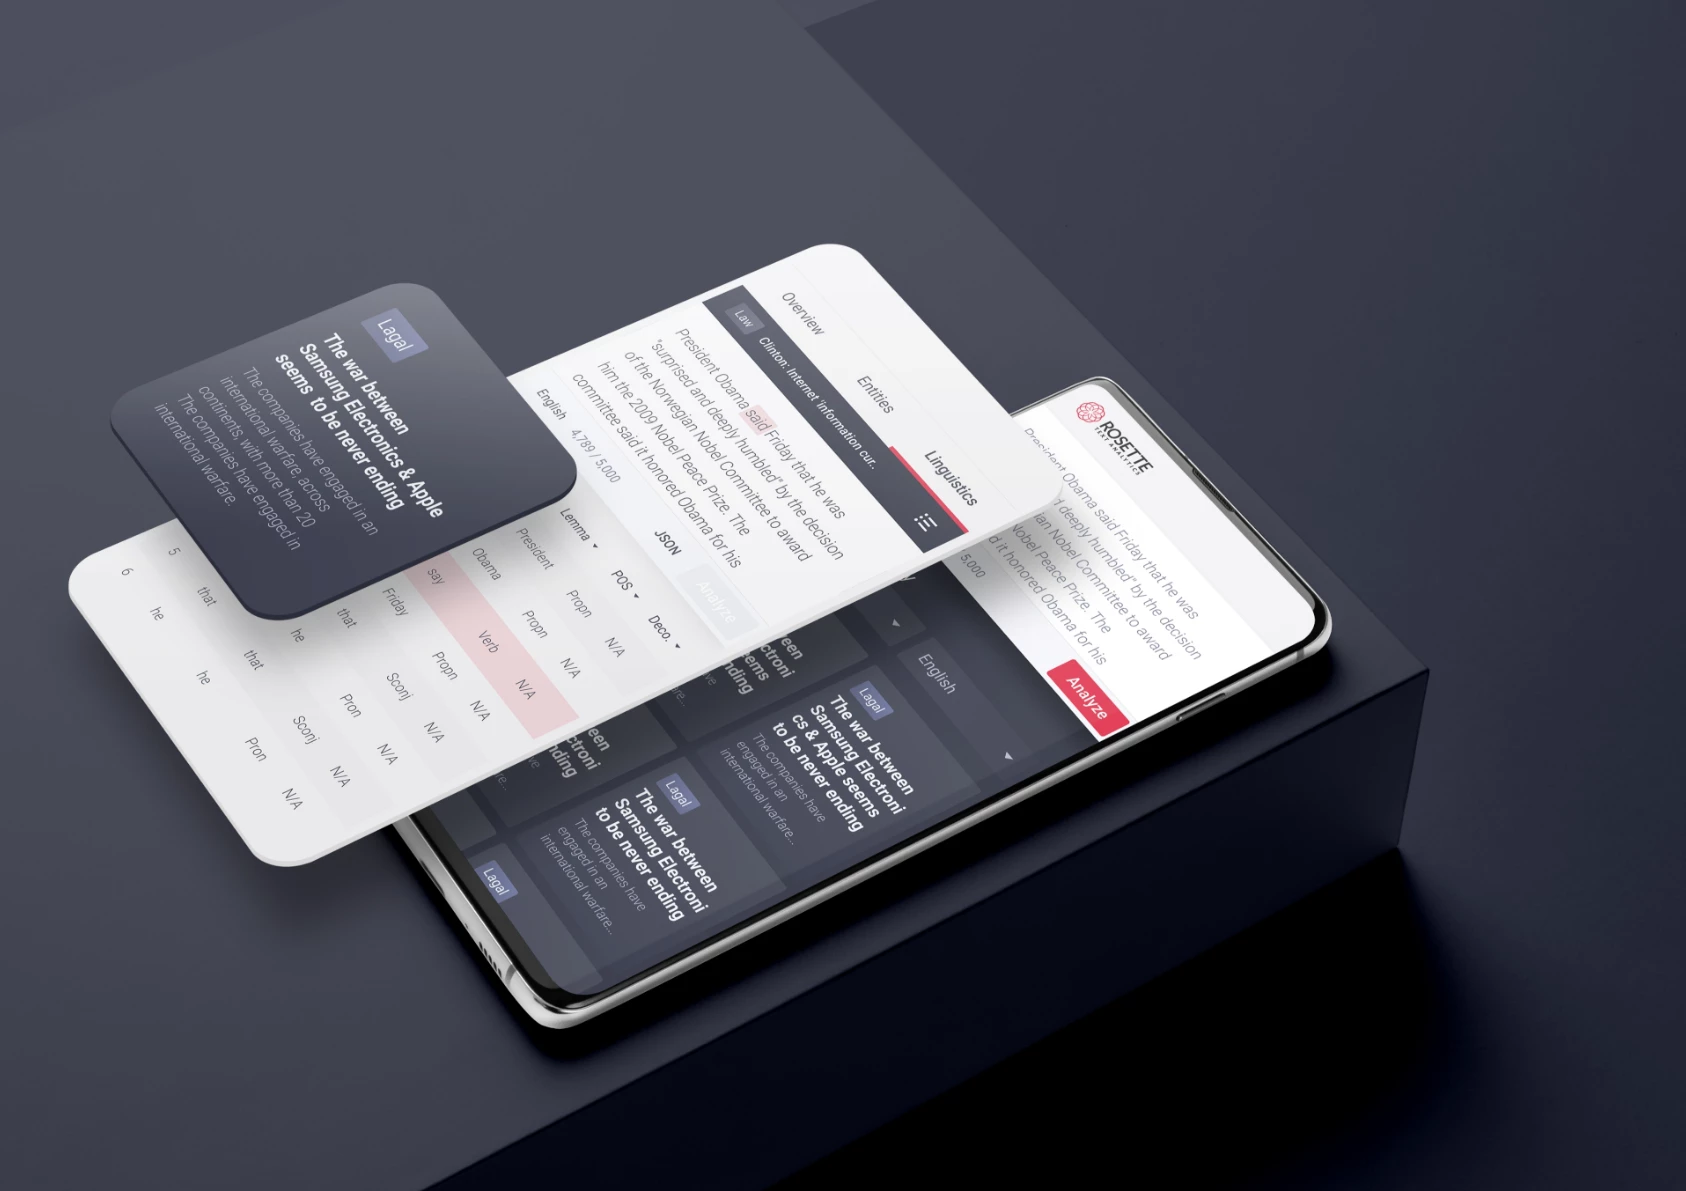 ROSETTE
TEXT ANALYTICS
President Obama said Friday that he was
deeply humbled" by the decision
Nobel Committee to award
Nobel Peace Prize. The
it honored Obama for his
5,000
Analyze
English
Lagal
The war between
Samsung Electroni
cs & Apple seems
to be never ending
The companies have
engaged in an
international warfare...
Lagal
The war between
Samsung Electroni
to be never ending
The companies have
engaged in an
international warfare...
Lagal
Overview
Entities
Linguistics
Law
Clinton: Internet 'information cur..
President Obama said Friday that he was
"surprised and deeply humbled" by the decision
of the Norwegian Nobel Committee to award
him the 2009 Nobel Peace Prize. The
committee said it honored Obama for his
English
4,789 / 5,000
JSON
Analyze
Lemma
POS
Deco.
President
Propn
N/A
Obama
Propn
N/A
say
Verb
N/A
Friday
Propn
N/A
that
Sconj
N/A
he
Pron
N/A
5
that
that
Sconj
N/A
6
he
he
Pron
N/A
Lagal
The war between
Samsung Electronics & Apple
seems to be never ending
The companies have engaged in an
international warfare across
continents, with more than 20
The companies have engaged in
international warfare.